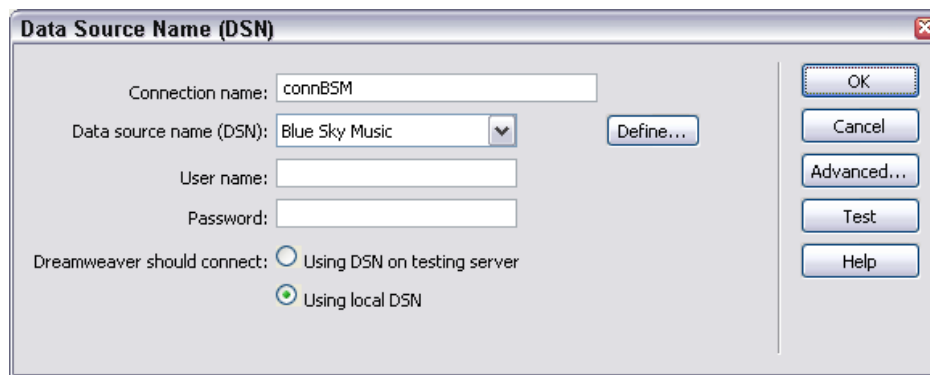 Data Source Name (DSN)
Connection name: connBSM
OK
Data source name (DSN): Blue Sky Music Define...
Cancel
User name:
Advanced...
Password:
Test
Dreamweaver should connect: Using DSN on testing server
Help
Using local DSN